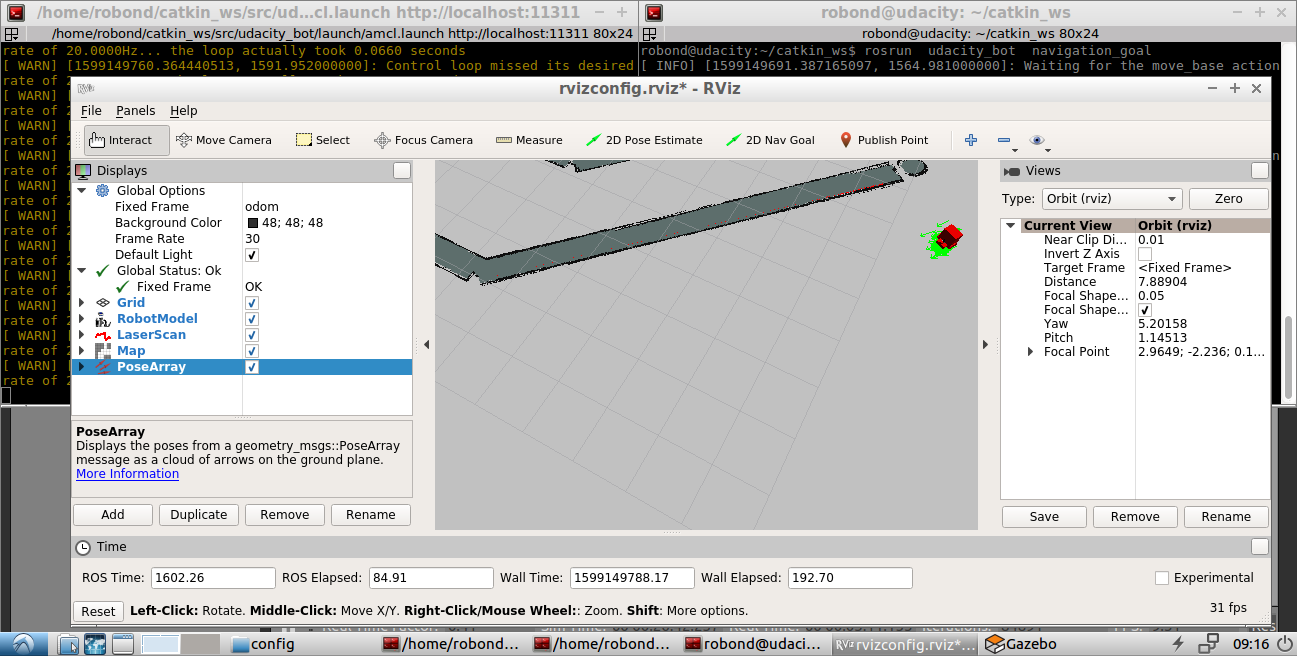 /home/robond/catkin_ws/src/ud...cl.launch http://localhost:11311
robond@udacity: ~/catkin_ws
/home/robond/catkin_ws/src/udacity_bot/launch/amcl.launch http://localhost:11311 80x24
robond@udacity: ~/catkin_ws 80x24
rate of 20.0000Hz... the loop actually took 0.0660 seconds
[ WARN] [1599149760.364440513, 1591.952000000]: Control loop missed its desired
rate of 2
[ WARN] [
rate of 2
[ WARN] [
rate of 2
[ WARN] [
rate of 2
[ WARN] [
rate of 2
[ WARN] [
rate of 2
[ WARN] [
rate of 2
[ WARN] [
rate of 2
[ WARN] [
rate of 2
[ WARN] [
rate of 2
[ WARN] [
rate of 2
robond@udacity:~/catkin_ws$ rosrun udacity_bot navigation_goal
[ INFO] [1599149691.387165097, 1564.981000000]: Waiting for the move_base action
RViz
rvizconfig.rviz* - RViz
File Panels Help
Interact Move Camera Select Focus Camera Measure 2D Pose Estimate 2D Nav Goal Publish Point
Displays
Global Options
Fixed Frame odom
Background Color 48; 48; 48
Frame Rate 30
Default Light
Global Status: Ok
Fixed Frame OK
Grid
RobotModel
LaserScan
Map
PoseArray
PoseArray
Displays the poses from a geometry_msgs::PoseArray
message as a cloud of arrows on the ground plane.
More Information
Add Duplicate Remove Rename
Views
Type: Orbit (rviz) Zero
Current View Orbit (rviz)
Near Clip Di... 0.01
Invert Z Axis
Target Frame <Fixed Frame>
Distance 7.88904
Focal Shape... 0.05
Focal Shape...
Yaw 5.20158
Pitch 1.14513
Focal Point 2.9649; -2.236; 0.1...
Save Remove Rename
Time
ROS Time: 1602.26 ROS Elapsed: 84.91 Wall Time: 1599149788.17 Wall Elapsed: 192.70 Experimental
Reset Left-Click: Rotate. Middle-Click: Move X/Y. Right-Click/Mouse Wheel:: Zoom. Shift: More options. 31 fps
config /home/robond... /home/robond... robond@udaci... RViz rvizconfig.rviz*... Gazebo 09:16